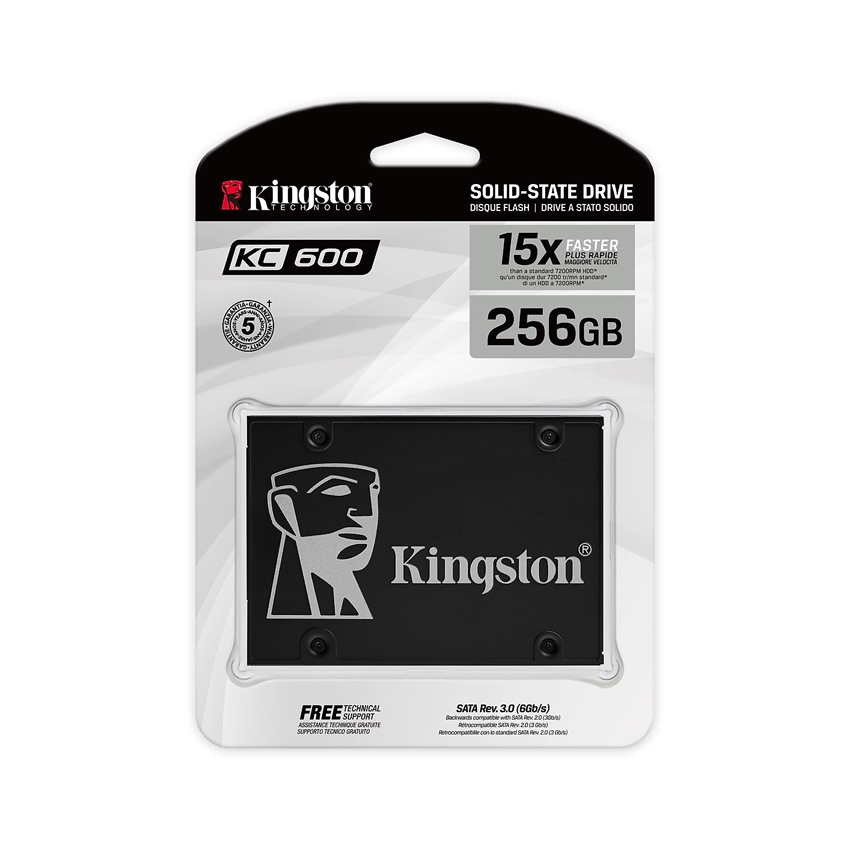 Kingston
TECHNOLOGY
SOLID-STATE DRIVE
DISQUE FLASH | DRIVE A STATO SOLIDO
KC 600
15x FASTER
PLUS RAPIDE
MAGGIORE VELOCITÀ
than a standard 7200RPM HDD*
qu'un disque dur 7200 tr/mn standard*
di un HDD a 7200RPM*
5
†
256GB
Kingston®
FREE TECHNICAL
SUPPORT
ASSISTANCE TECHNIQUE GRATUITE
SUPPORTO TECNICO GRATUITO
SATA Rev. 3.0 (6Gb/s)
Backwards compatible with SATA Rev. 2.0 (3Gb/s)
Rétrocompatible SATA Rev. 2.0 (3 Gb/s)
Retrocompatibile con lo standard SATA Rev. 2.0 (3 Gb/s)